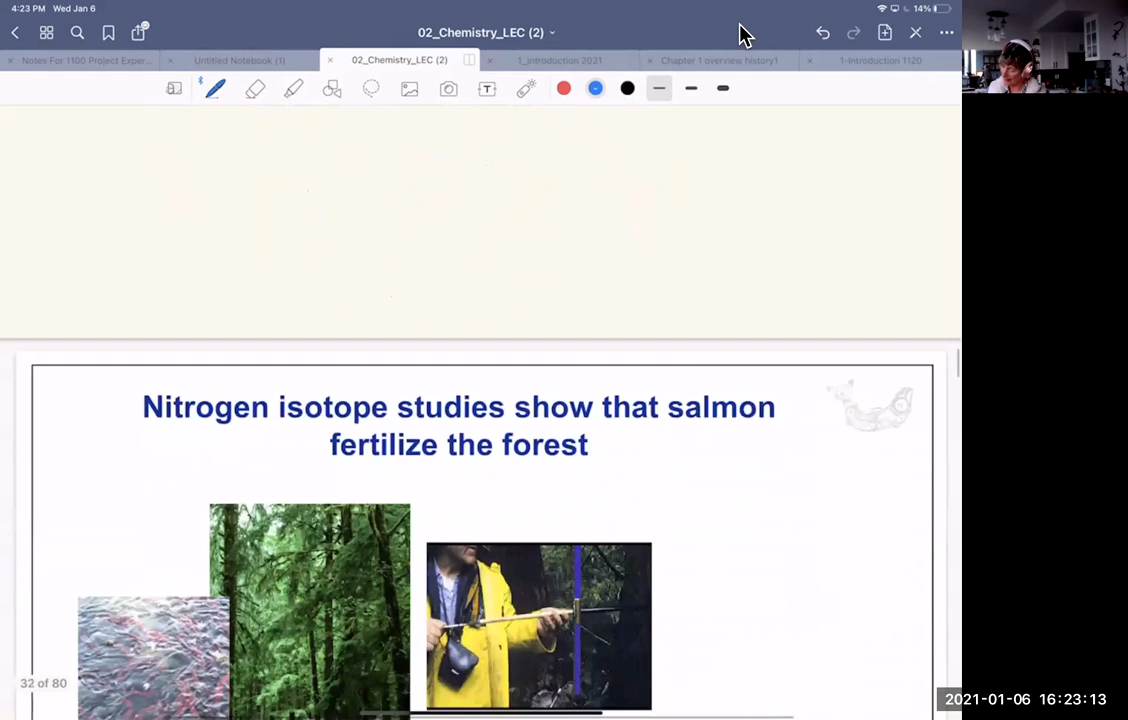 4:23 PM Wed Jan 6
14%
02_Chemistry_LEC (2)
Notes For 1100 Project Exper...
Untitled Notebook (1)
02_Chemistry_LEC (2)
1_Introduction 2021
Chapter 1 overview history1
1-Introduction 1120
T
Nitrogen isotope studies show that salmon
fertilize the forest
32 of 80
2021-01-06 16:23:13